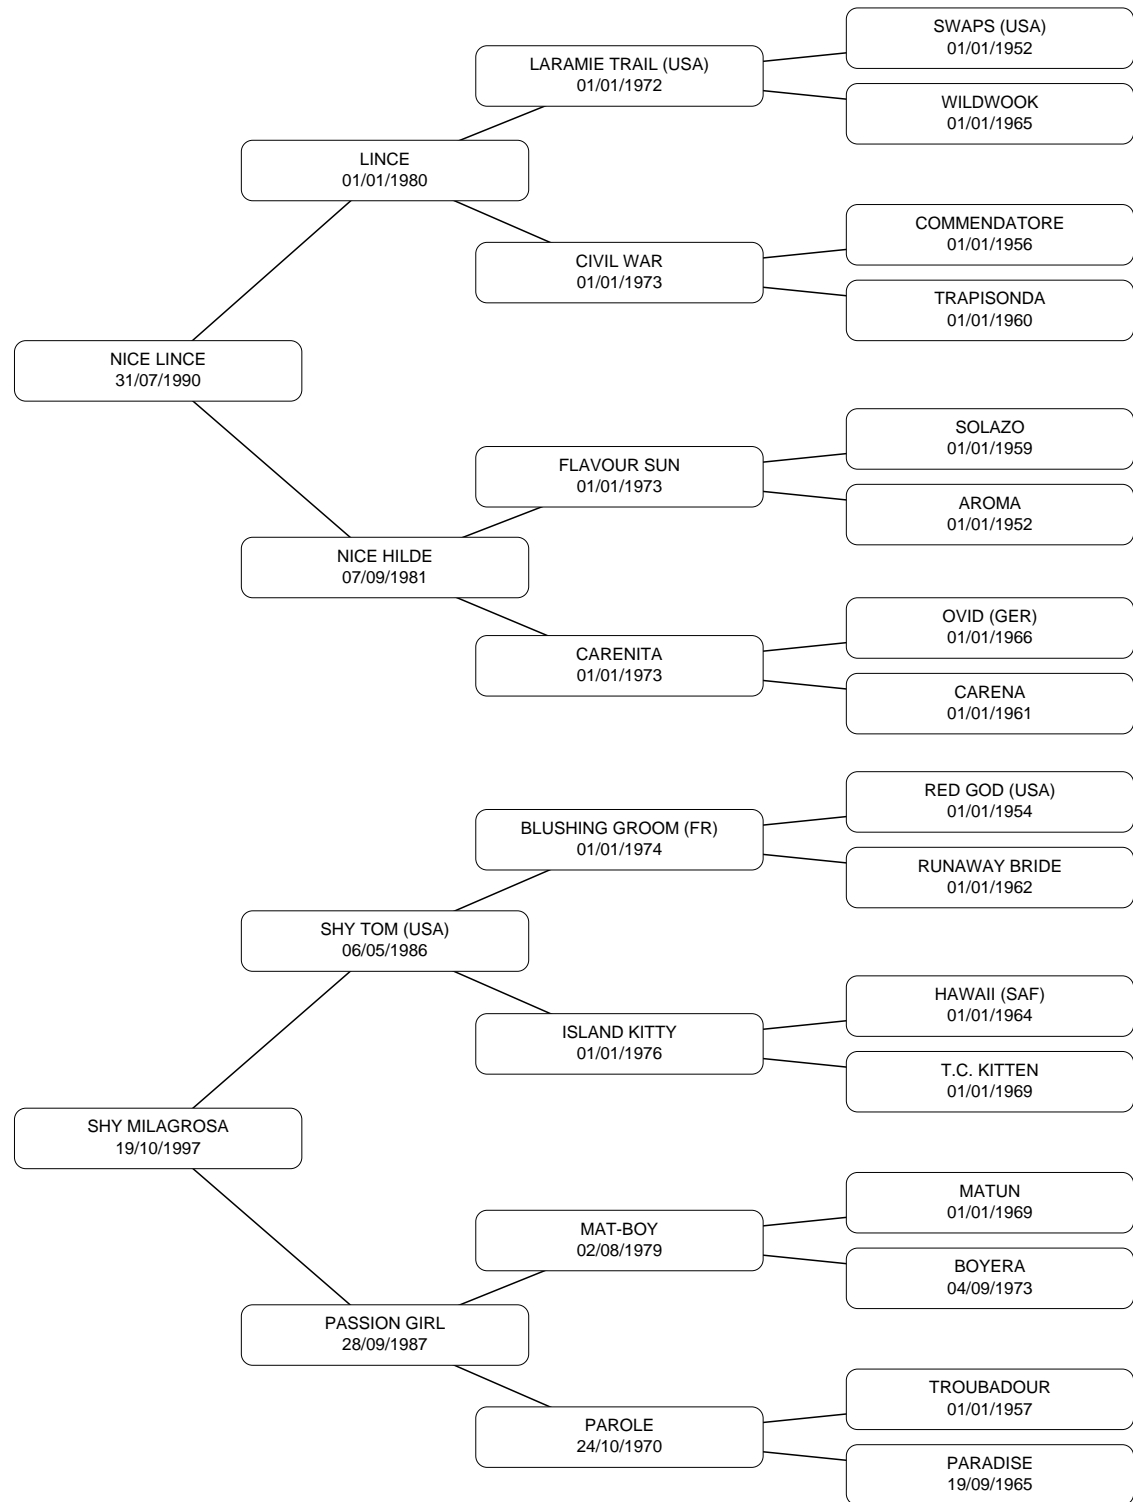 SWAPS (USA)
01/01/1952
LARAMIE TRAIL (USA)
01/01/1972
WILDWOOK
01/01/1965
LINCE
01/01/1980
COMMENDATORE
01/01/1956
CIVIL WAR
01/01/1973
TRAPISONDA
01/01/1960
NICE LINCE
31/07/1990
SOLAZO
01/01/1959
FLAVOUR SUN
01/01/1973
AROMA
01/01/1952
NICE HILDE
07/09/1981
OVID (GER)
01/01/1966
CARENITA
01/01/1973
CARENA
01/01/1961
RED GOD (USA)
01/01/1954
BLUSHING GROOM (FR)
01/01/1974
RUNAWAY BRIDE
01/01/1962
SHY TOM (USA)
06/05/1986
HAWAII (SAF)
01/01/1964
ISLAND KITTY
01/01/1976
T.C. KITTEN
01/01/1969
SHY MILAGROSA
19/10/1997
MATUN
01/01/1969
MAT-BOY
02/08/1979
BOYERA
04/09/1973
PASSION GIRL
28/09/1987
TROUBADOUR
01/01/1957
PAROLE
24/10/1970
PARADISE
19/09/1965